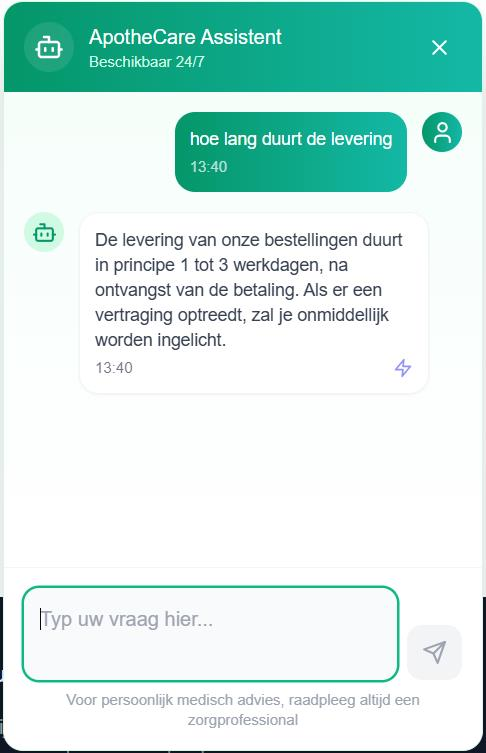 ApotheCare Assistent
Beschikbaar 24/7
hoe lang duurt de levering
13:40
De levering van onze bestellingen duurt
in principe 1 tot 3 werkdagen, na
ontvangst van de betaling. Als er een
vertraging optreedt, zal je onmiddellijk
worden ingelicht.
13:40
Typ uw vraag hier...
Voor persoonlijk medisch advies, raadpleeg altijd een
zorgprofessional